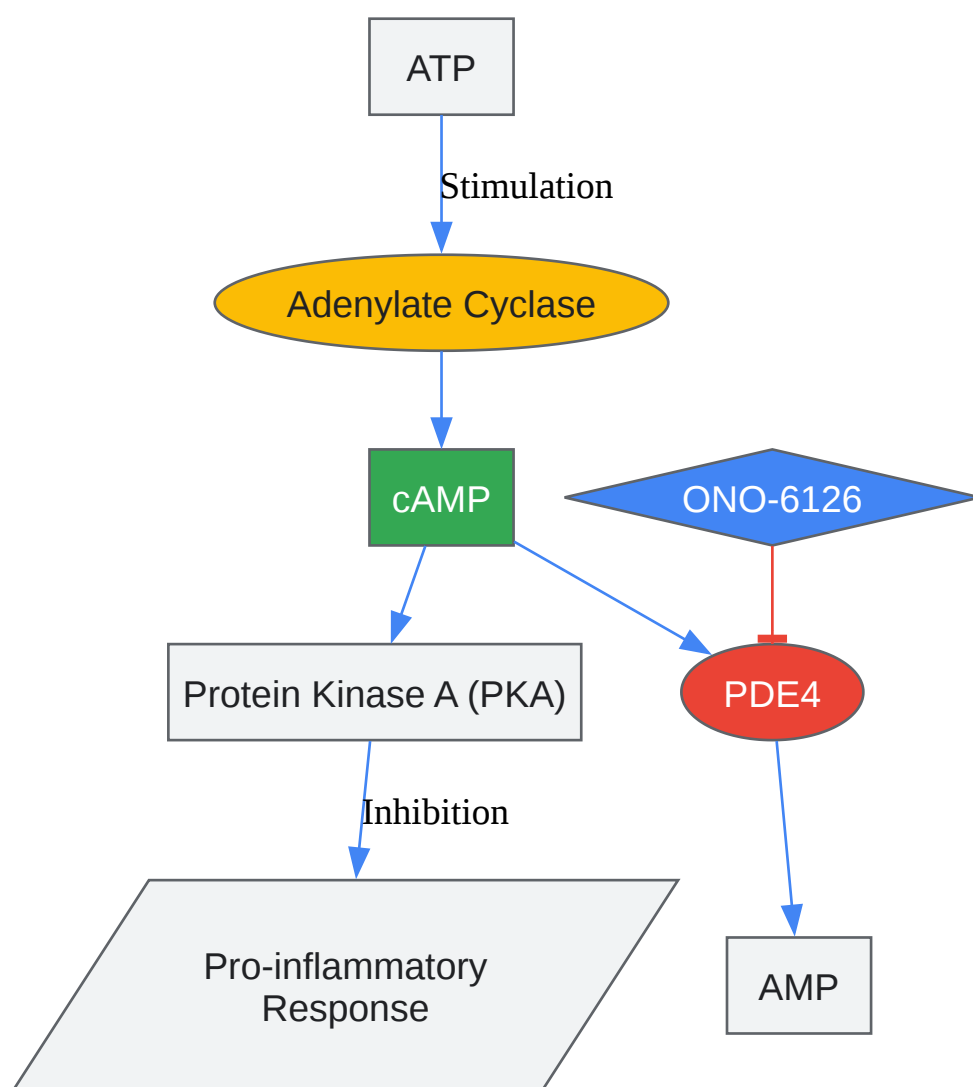 ATP
Stimulation
Adenylate Cyclase
cAMP
ONO-6126
Protein Kinase A (PKA)
PDE4
Inhibition
Pro-inflammatory
Response
AMP